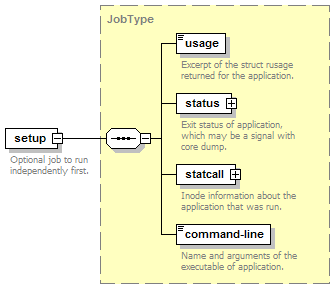 JobType
usage
Excerpt of the struct rusage
returned for the application.
status
Exit status of application,
which may be a signal with
core dump.
setup
Optional job to run
independently first.
statcall
Inode information about the
application that was run.
command-line
Name and arguments of the
executable of application.